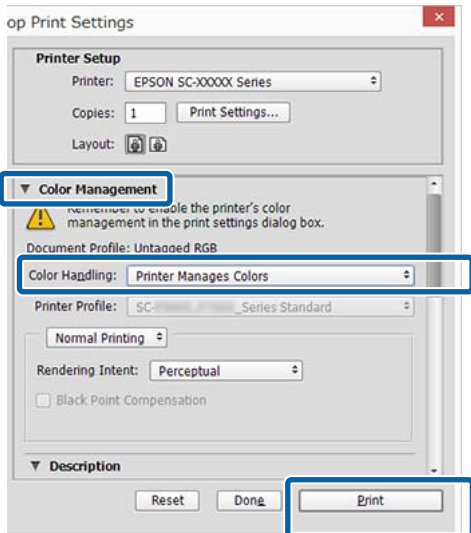 op Print Settings
Printer Setup
Printer: EPSON SC-XXXXX Series
Copies: 1 Print Settings...
Layout:
Color Management
Remember to enable the printer's color
management in the print settings dialog box.
Document Profile: Untagged RGB
Color Handling: Printer Manages Colors
Printer Profile: SC- _Series Standard
Normal Printing
Rendering Intent: Perceptual
Black Point Compensation
Description
Reset Done Print